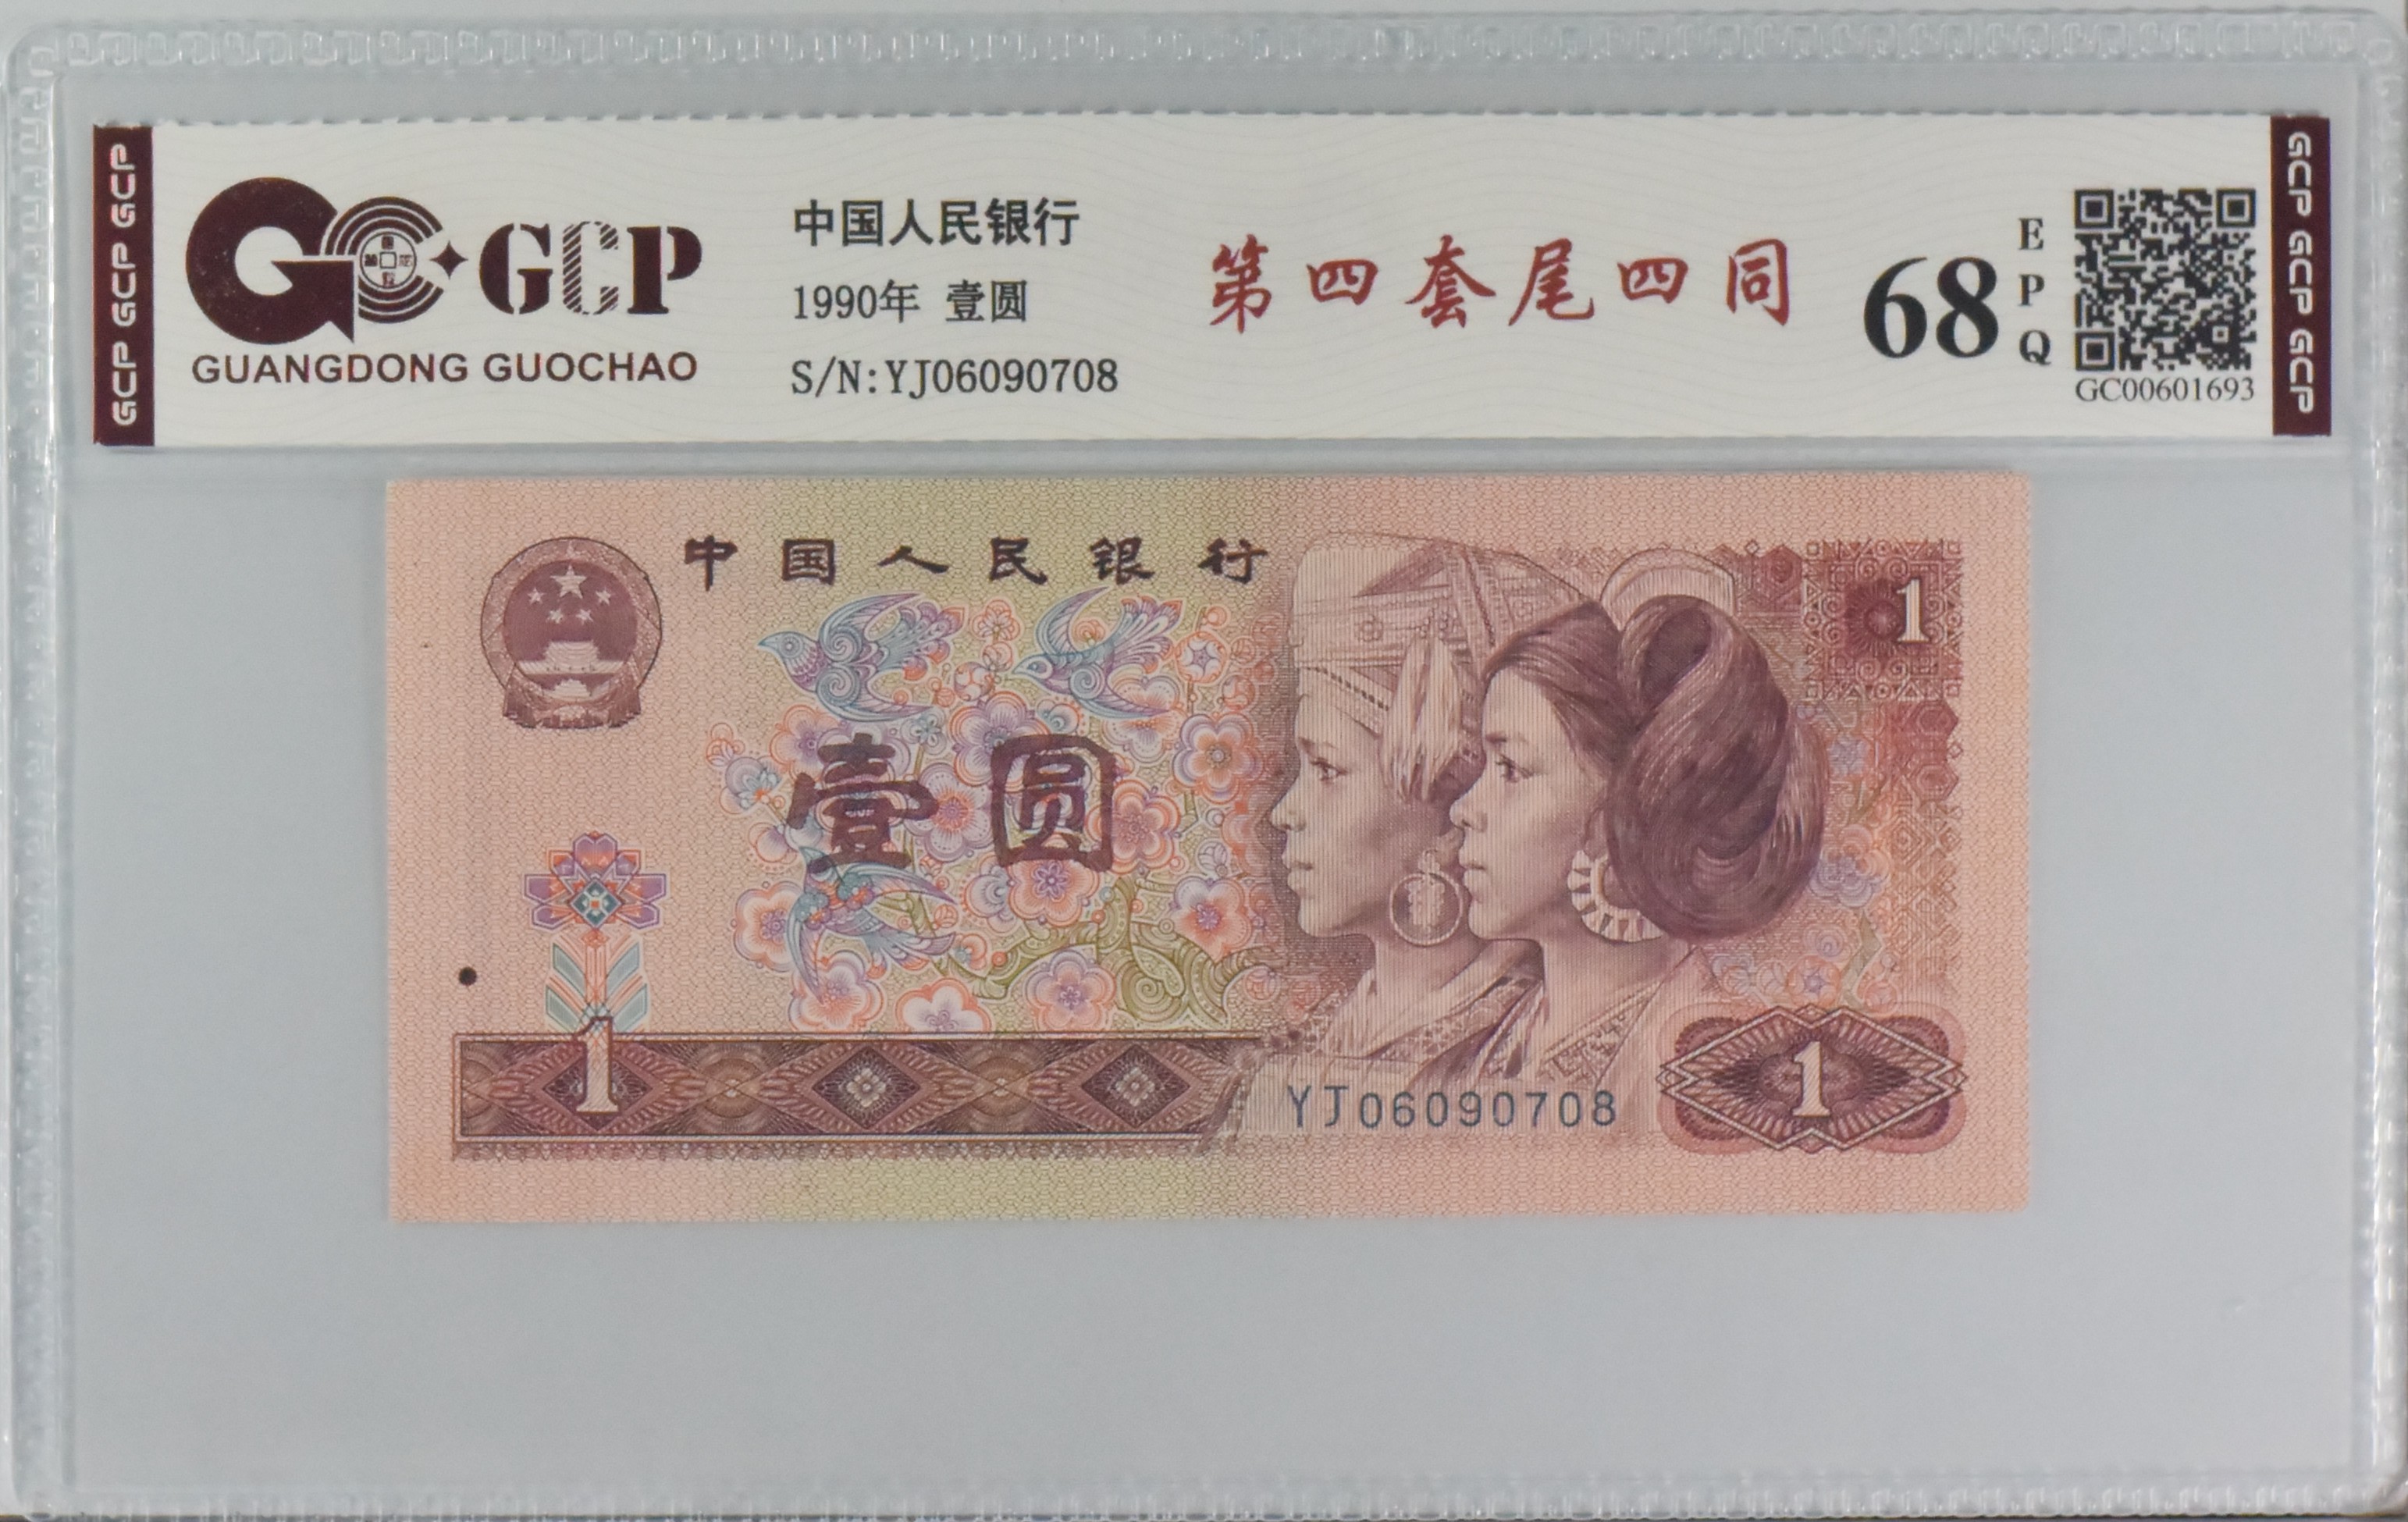 GCP GCP GCP
GCP
GUANGDONG GUOCHAO
中国人民银行
1990年 壹圆
S/N:YJ06090708
第四套尾四同
68
E
P
Q
GC00601693
GCP GCP GCP
中国人民银行
1
壹圆
1
YJ06090708
1